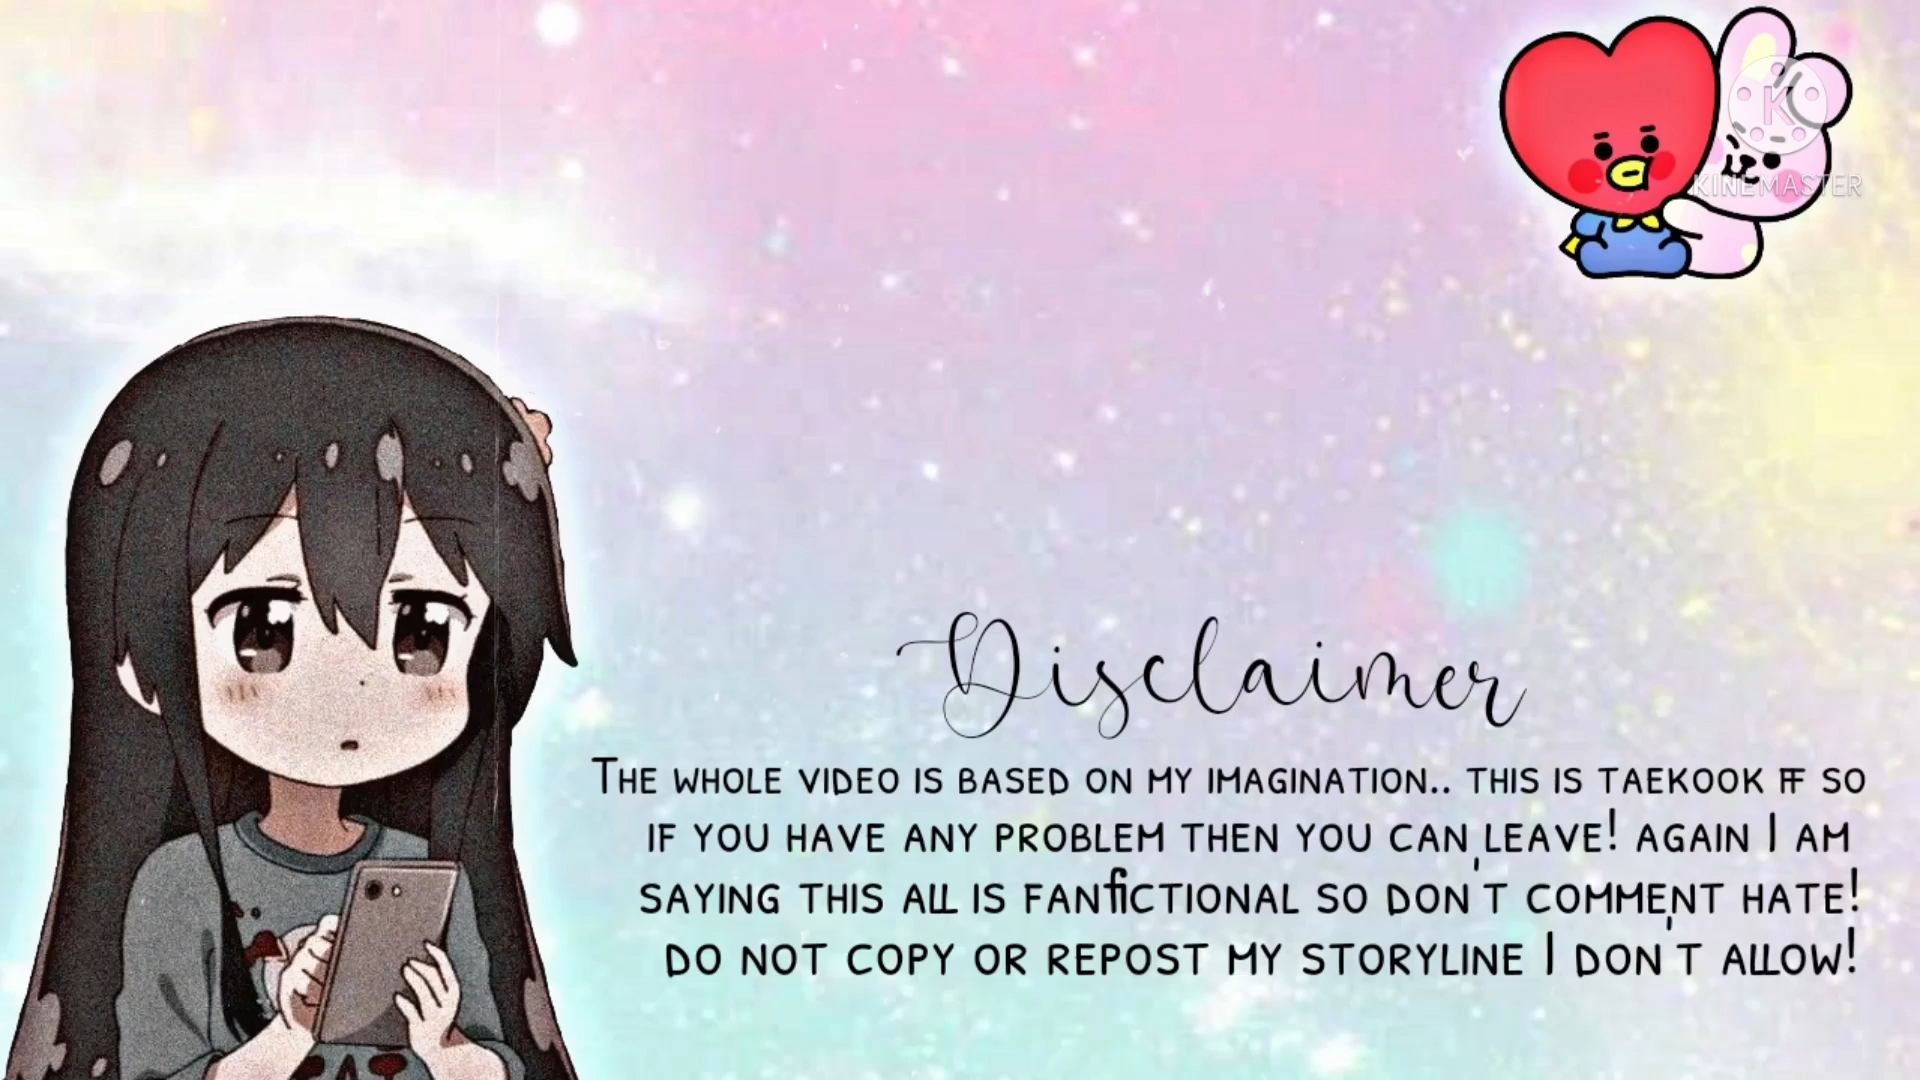 KINEMASTER
Disclaimer
The whole video is based on my imagination.. this is taekook ff so
if you have any problem then you can leave! again I am
saying this all is fanfictional so don't comment hate!
do not copy or repost my storyline I don't allow!